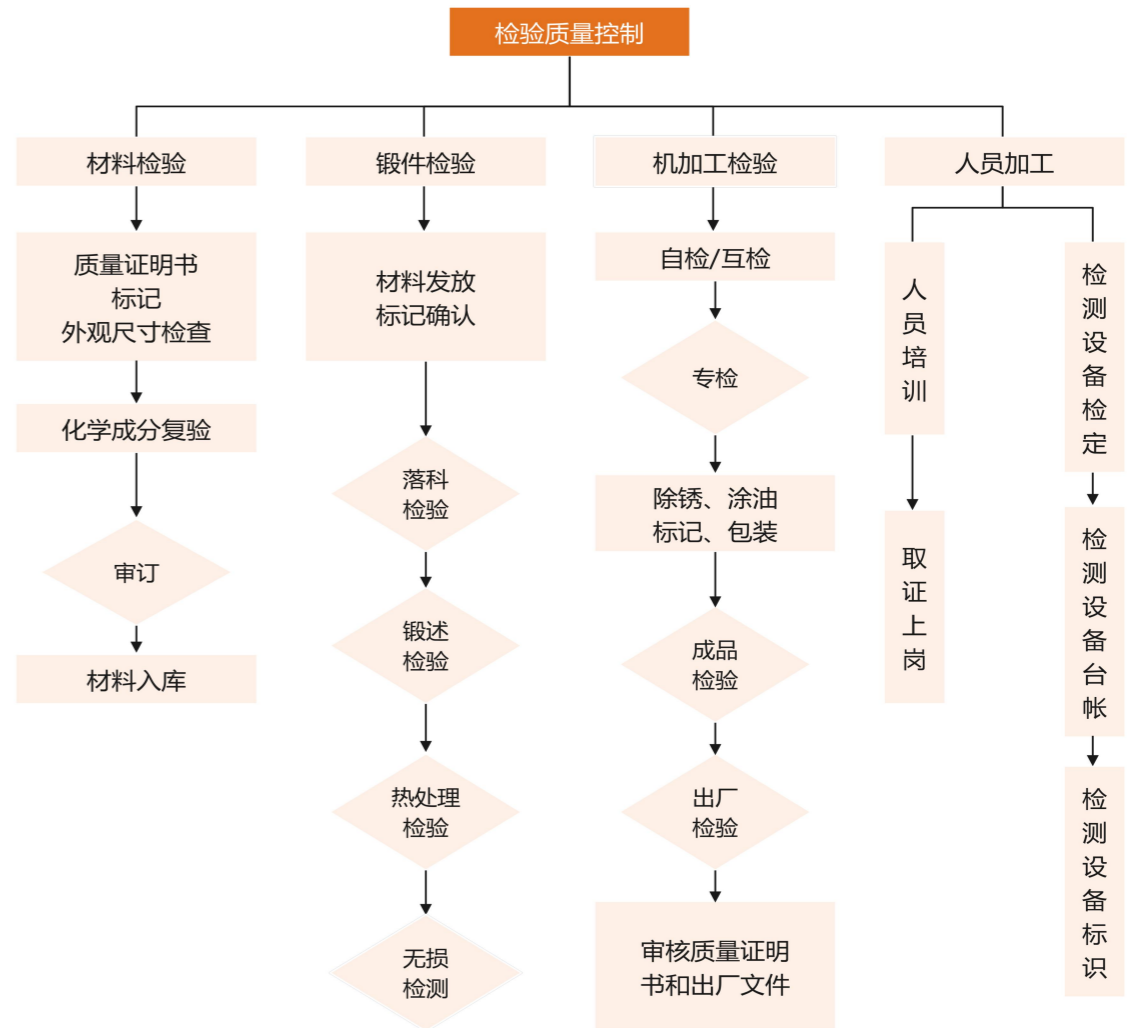 检验质量控制
材料检验
质量证明书
标记
外观尺寸检查
化学成分复验
审订
材料入库
锻件检验
材料发放
标记确认
落科
检验
锻述
检验
热处理
检验
无损
检测
机加工检验
自检/互检
专检
除锈、涂油
标记、包装
成品
检验
出厂
检验
审核质量证明
书和出厂文件
人员加工
人员培训
取证上岗
检测设备检定
检测设备台帐
检测设备标识